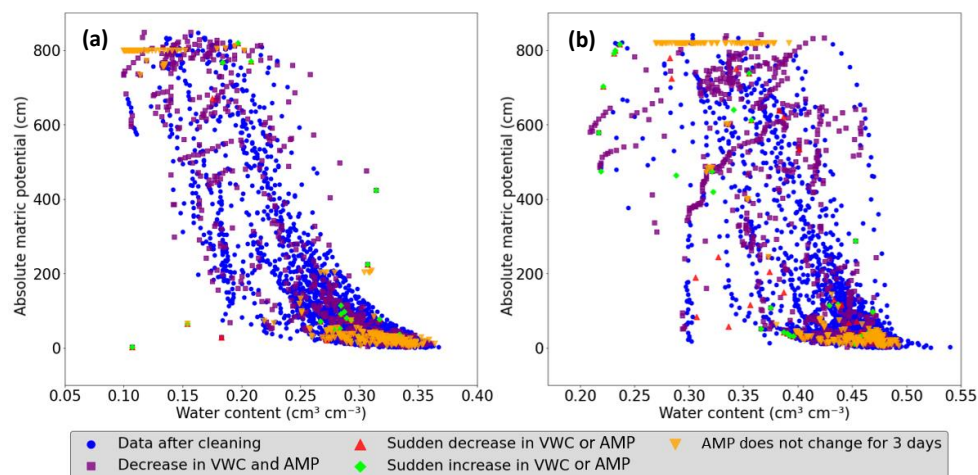 (a)
Absolute matric potential (cm)
800
600
400
200
0
0.05 0.10 0.15 0.20 0.25 0.30 0.35 0.40
Water content (cm³ cm⁻³)
(b)
Absolute matric potential (cm)
800
600
400
200
0
0.20 0.25 0.30 0.35 0.40 0.45 0.50 0.55
Water content (cm³ cm⁻³)
Data after cleaning
Decrease in VWC and AMP
Sudden decrease in VWC or AMP
Sudden increase in VWC or AMP
AMP does not change for 3 days